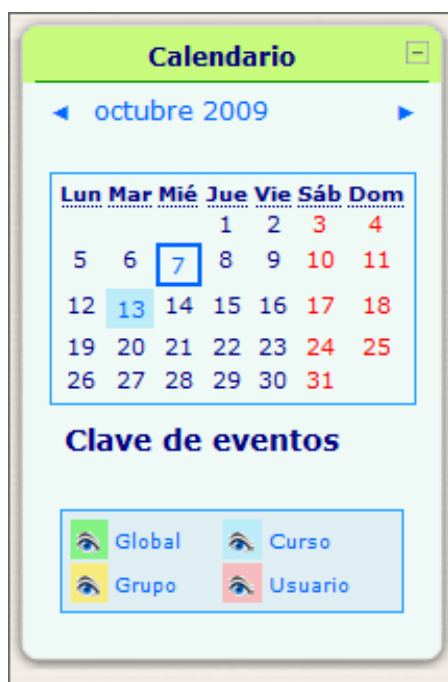 Calendario
◄ octubre 2009 ►
Lun Mar Mié Jue Vie Sáb Dom
1 2 3 4
5 6 7 8 9 10 11
12 13 14 15 16 17 18
19 20 21 22 23 24 25
26 27 28 29 30 31
Clave de eventos
Global Curso
Grupo Usuario